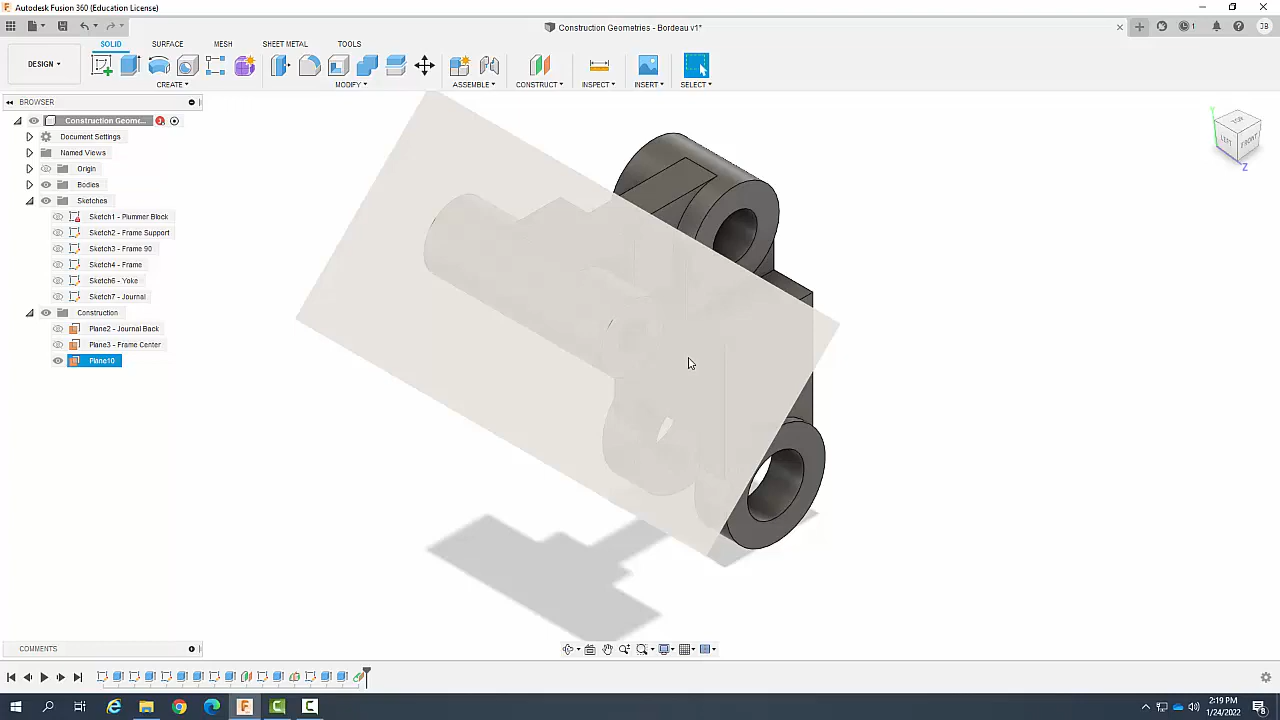 Autodesk Fusion 360 (Education License)
Construction Geometries - Bordeau v1*
1
JB
SOLID
SURFACE
MESH
SHEET METAL
TOOLS
DESIGN
CREATE
MODIFY
ASSEMBLE
CONSTRUCT
INSPECT
INSERT
SELECT
BROWSER
Construction Geome...
Document Settings
Named Views
Origin
Bodies
Sketches
Sketch1 - Plummer Block
Sketch2 - Frame Support
Sketch3 - Frame 90
Sketch4 - Frame
Sketch6 - Yoke
Sketch7 - Journal
Construction
Plane2 - Journal Back
Plane3 - Frame Center
Plane10
Y
TOP
LEFT
FRONT
Z
COMMENTS
2:19 PM
1/24/2022